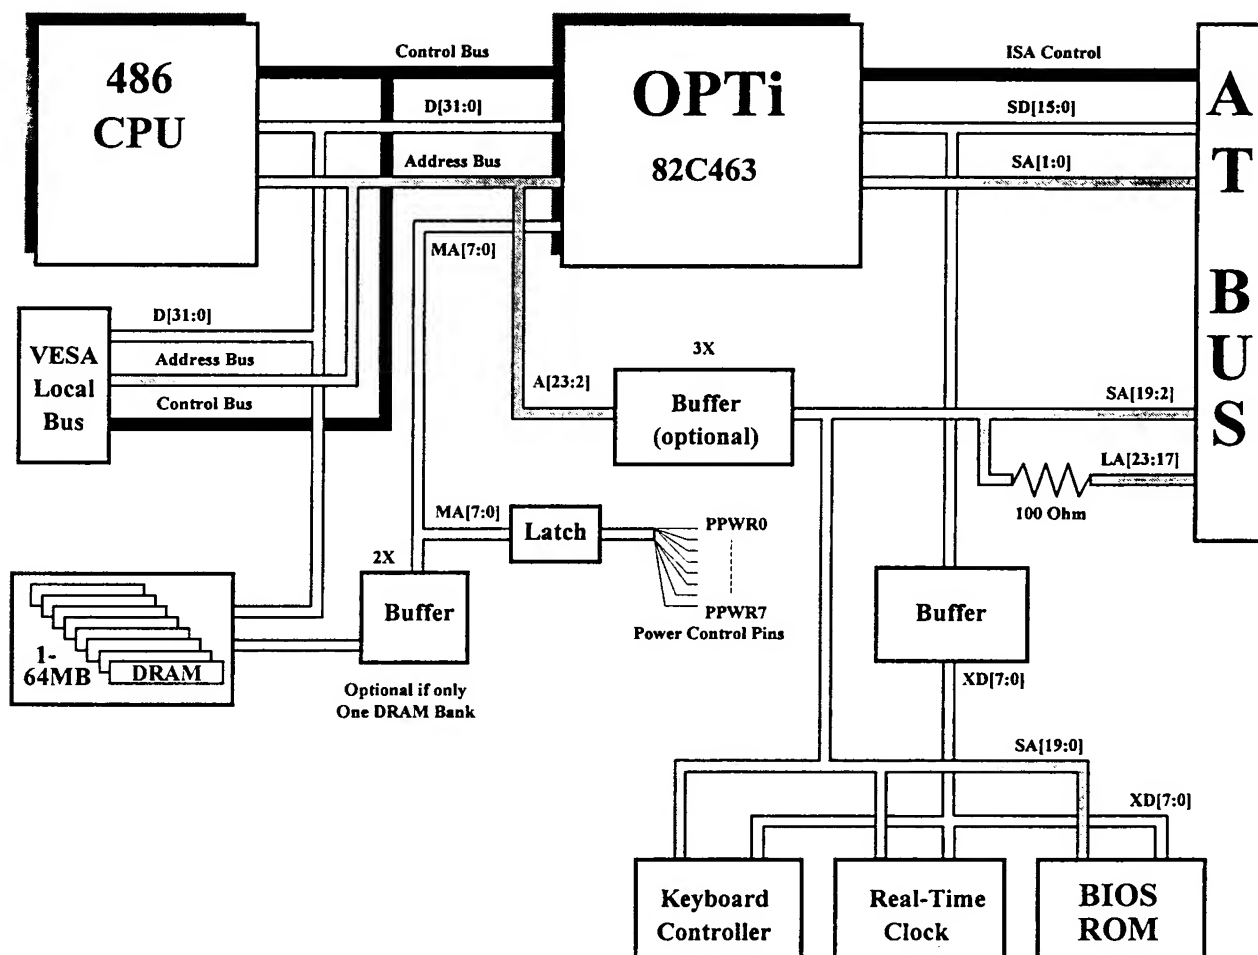 486
CPU
Control Bus
D[31:0]
Address Bus
MA[7:0]
OPTi
82C463
ISA Control
SD[15:0]
SA[1:0]
A
T
B
U
S
VESA
Local
Bus
D[31:0]
Address Bus
Control Bus
A[23:2]
3X
Buffer
(optional)
SA[19:2]
LA[23:17]
100 Ohm
MA[7:0]
Latch
PPWR0
PPWR7
Power Control Pins
2X
Buffer
Optional if only
One DRAM Bank
1-
64MB
DRAM
Buffer
XD[7:0]
SA[19:0]
XD[7:0]
Keyboard
Controller
Real-Time
Clock
BIOS
ROM